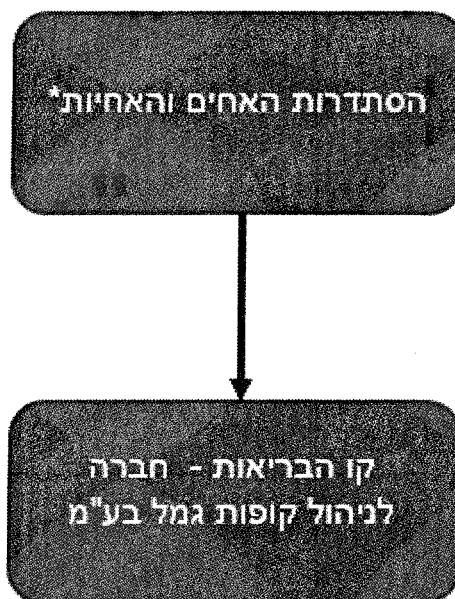 הסתדרות האחים והאחיות*
קו הבריאות - חברה
לניהול קופות גמל בע"מ